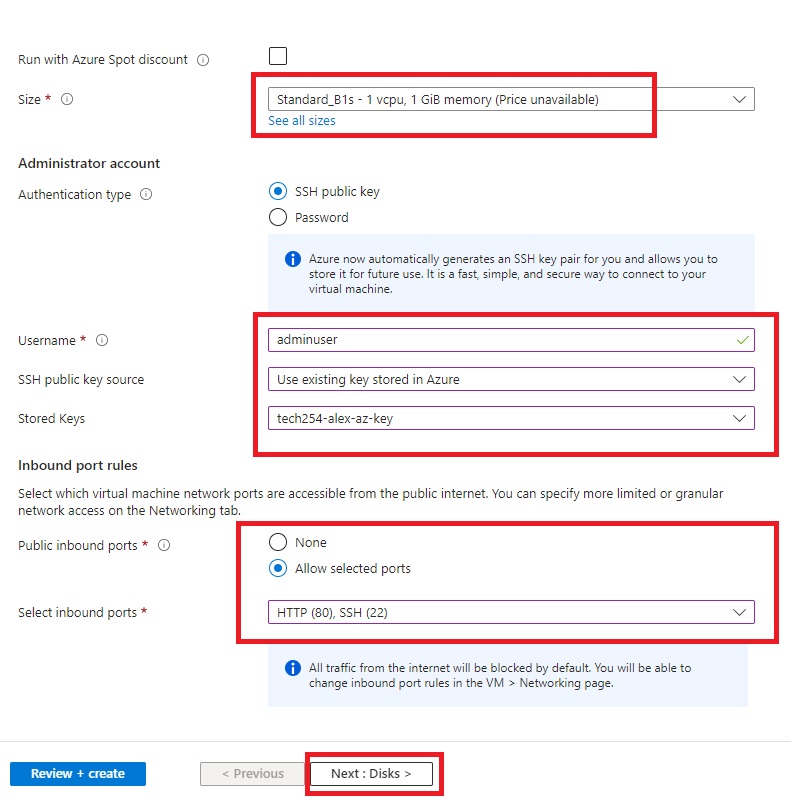 Run with Azure Spot discount
Size *
Standard_B1s - 1 vcpu, 1 GiB memory (Price unavailable)
See all sizes
Administrator account
Authentication type
SSH public key
Password
Azure now automatically generates an SSH key pair for you and allows you to
store it for future use. It is a fast, simple, and secure way to connect to your
virtual machine.
Username *
adminuser
SSH public key source
Use existing key stored in Azure
Stored Keys
tech254-alex-az-key
Inbound port rules
Select which virtual machine network ports are accessible from the public internet. You can specify more limited or granular
network access on the Networking tab.
Public inbound ports *
None
Allow selected ports
Select inbound ports *
HTTP (80), SSH (22)
All traffic from the internet will be blocked by default. You will be able to
change inbound port rules in the VM > Networking page.
Review + create
< Previous
Next : Disks >